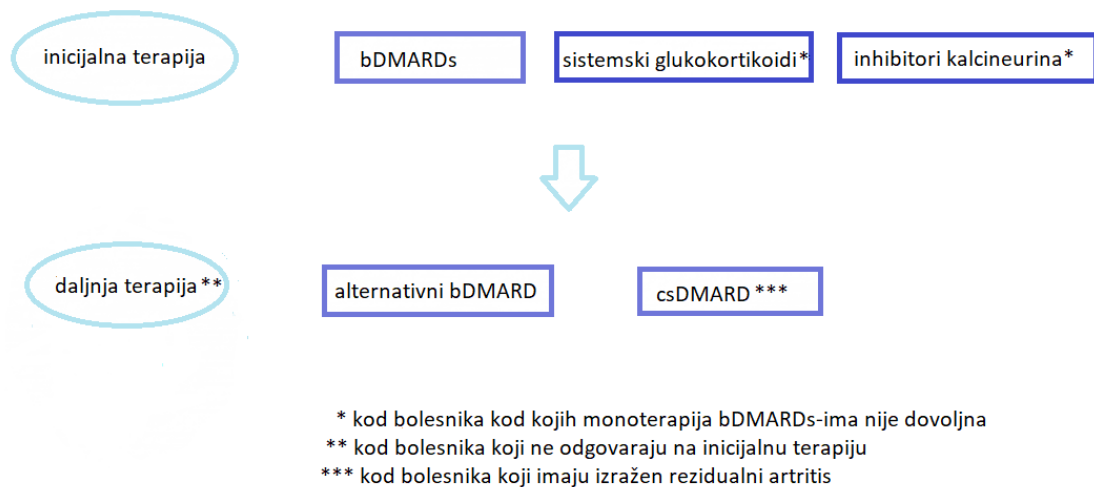 inicijalna terapija
bDMARDs
sistemski glukokortikoidi*
inhibitori kalcineurina*
daljnja terapija **
alternativni bDMARD
csDMARD ***
* kod bolesnika kod kojih monoterapija bDMARDs-ima nije dovoljna
** kod bolesnika koji ne odgovaraju na inicijalnu terapiju
*** kod bolesnika koji imaju izražen rezidualni artritis